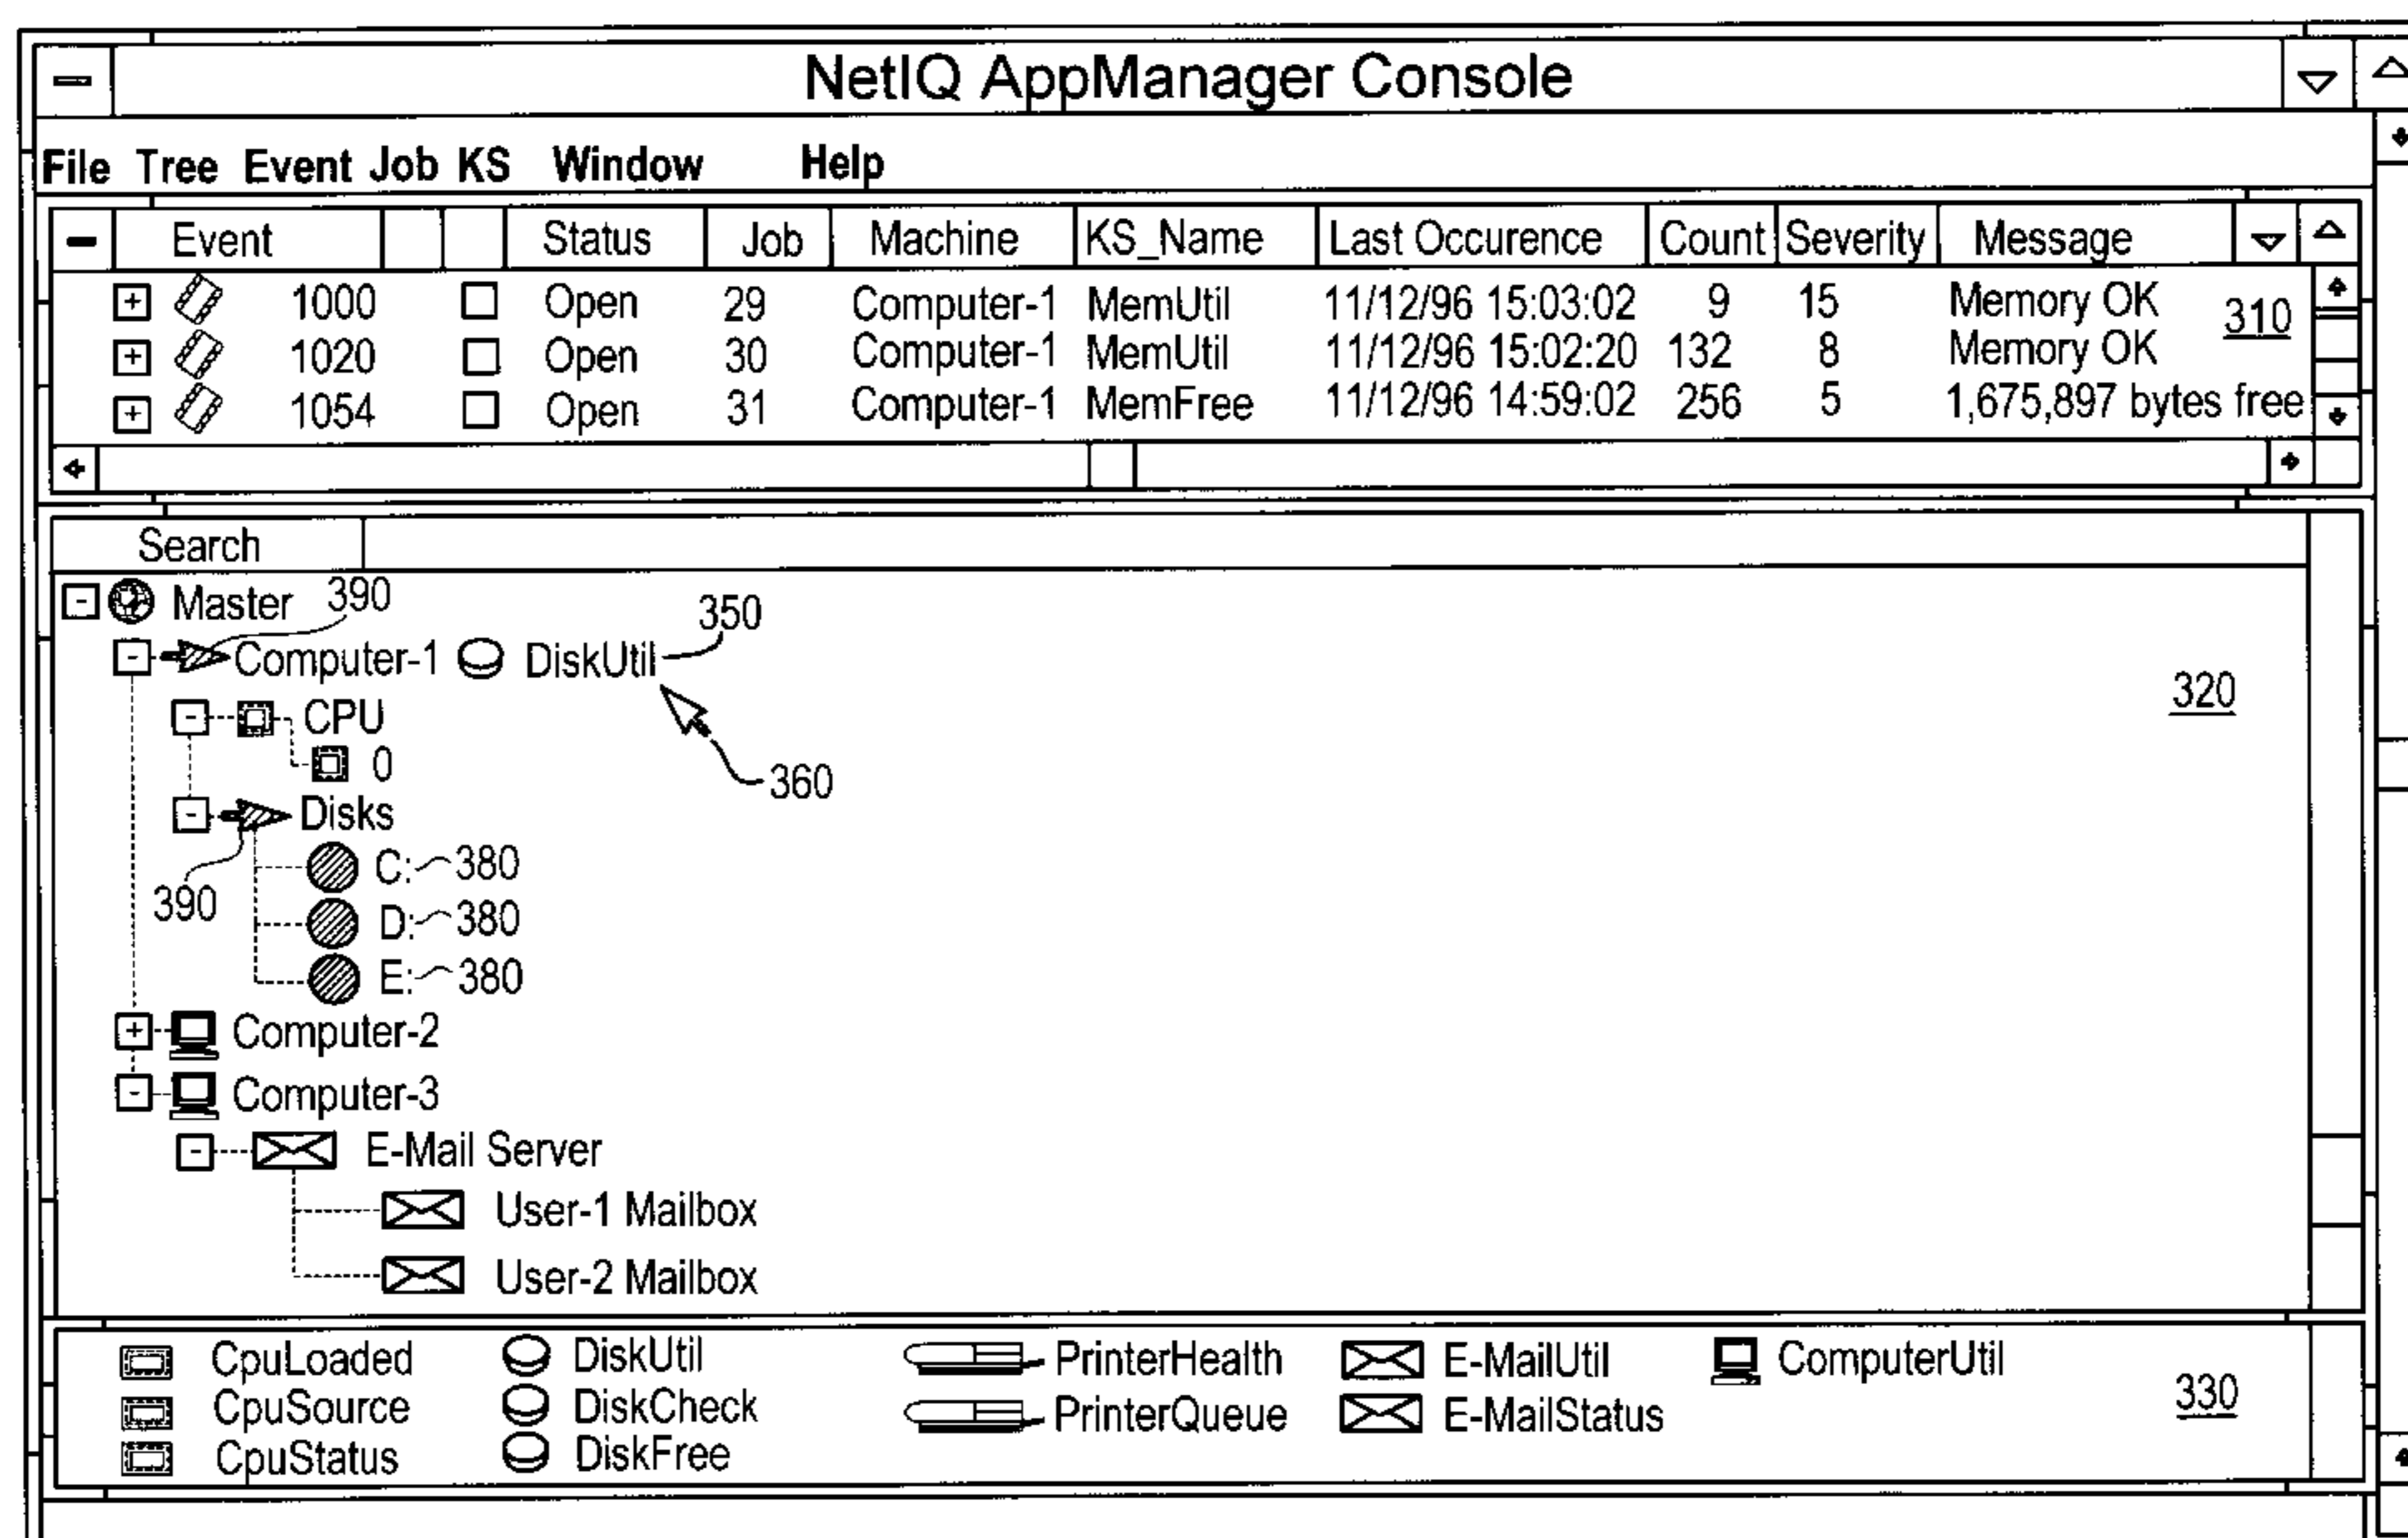 NetIQ AppManager Console
File Tree Event Job KS Window Help
Event Status Job Machine KS_Name Last Occurence Count Severity Message
1000 Open 29 Computer-1 MemUtil 11/12/96 15:03:02 9 15 Memory OK
310
1020 Open 30 Computer-1 MemUtil 11/12/96 15:02:20 132 8 Memory OK
1054 Open 31 Computer-1 MemFree 11/12/96 14:59:02 256 5 1,675,897 bytes free
Search
Master 390
350
Computer-1 DiskUtil
320
CPU
0
360
Disks
C: 380
390
D: 380
E: 380
Computer-2
Computer-3
E-Mail Server
User-1 Mailbox
User-2 Mailbox
CpuLoaded DiskUtil PrinterHealth E-MailUtil ComputerUtil
330
CpuSource DiskCheck PrinterQueue E-MailStatus
CpuStatus DiskFree